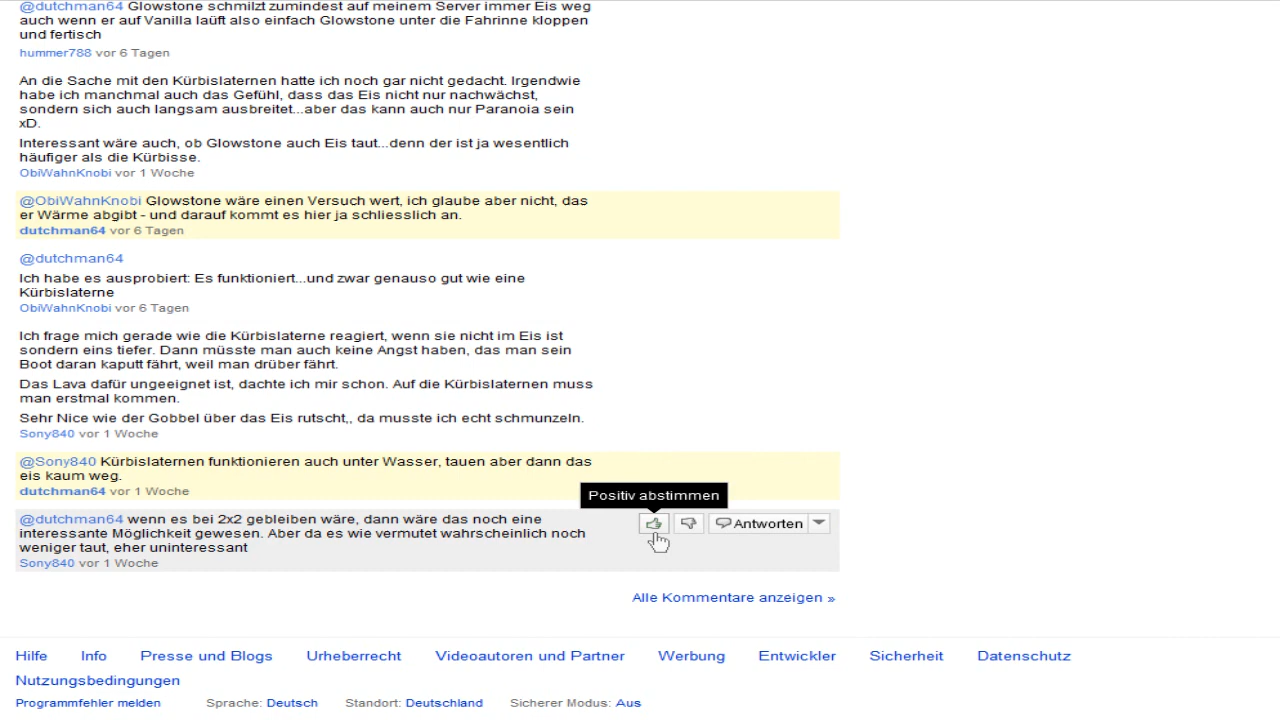 @dutchman64 Glowstone schmilzt zumindest auf meinem Server immer Eis weg
auch wenn er auf Vanilla laüft also einfach Glowstone unter die Fahrinne kloppen
und fertisch
hummer788 vor 6 Tagen
An die Sache mit den Kürbislaternen hatte ich noch gar nicht gedacht. Irgendwie
habe ich manchmal auch das Gefühl, dass das Eis nicht nur nachwächst,
sondern sich auch langsam ausbreitet...aber das kann auch nur Paranoia sein
xD.
Interessant wäre auch, ob Glowstone auch Eis taut...denn der ist ja wesentlich
häufiger als die Kürbisse.
ObiWahnKnobi vor 1 Woche
@ObiWahnKnobi Glowstone wäre einen Versuch wert, ich glaube aber nicht, das
er Wärme abgibt - und darauf kommt es hier ja schliesslich an.
dutchman64 vor 6 Tagen
@dutchman64
Ich habe es ausprobiert: Es funktioniert...und zwar genauso gut wie eine
Kürbislaterne
ObiWahnKnobi vor 6 Tagen
Ich frage mich gerade wie die Kürbislaterne reagiert, wenn sie nicht im Eis ist
sondern eins tiefer. Dann müsste man auch keine Angst haben, das man sein
Boot daran kaputt fährt, weil man drüber fährt.
Das Lava dafür ungeeignet ist, dachte ich mir schon. Auf die Kürbislaternen muss
man erstmal kommen.
Sehr Nice wie der Gobbel über das Eis rutscht,, da musste ich echt schmunzeln.
Sony840 vor 1 Woche
@Sony840 Kürbislaternen funktionieren auch unter Wasser, tauen aber dann das
eis kaum weg.
dutchman64 vor 1 Woche
Positiv abstimmen
@dutchman64 wenn es bei 2x2 gebleiben wäre, dann wäre das noch eine
interessante Möglichkeit gewesen. Aber da es wie vermutet wahrscheinlich noch
weniger taut, eher uninteressant
Sony840 vor 1 Woche
Antworten
Alle Kommentare anzeigen »
Hilfe Info Presse und Blogs Urheberrecht Videoautoren und Partner Werbung Entwickler Sicherheit Datenschutz
Nutzungsbedingungen
Programmfehler melden Sprache: Deutsch Standort: Deutschland Sicherer Modus: Aus